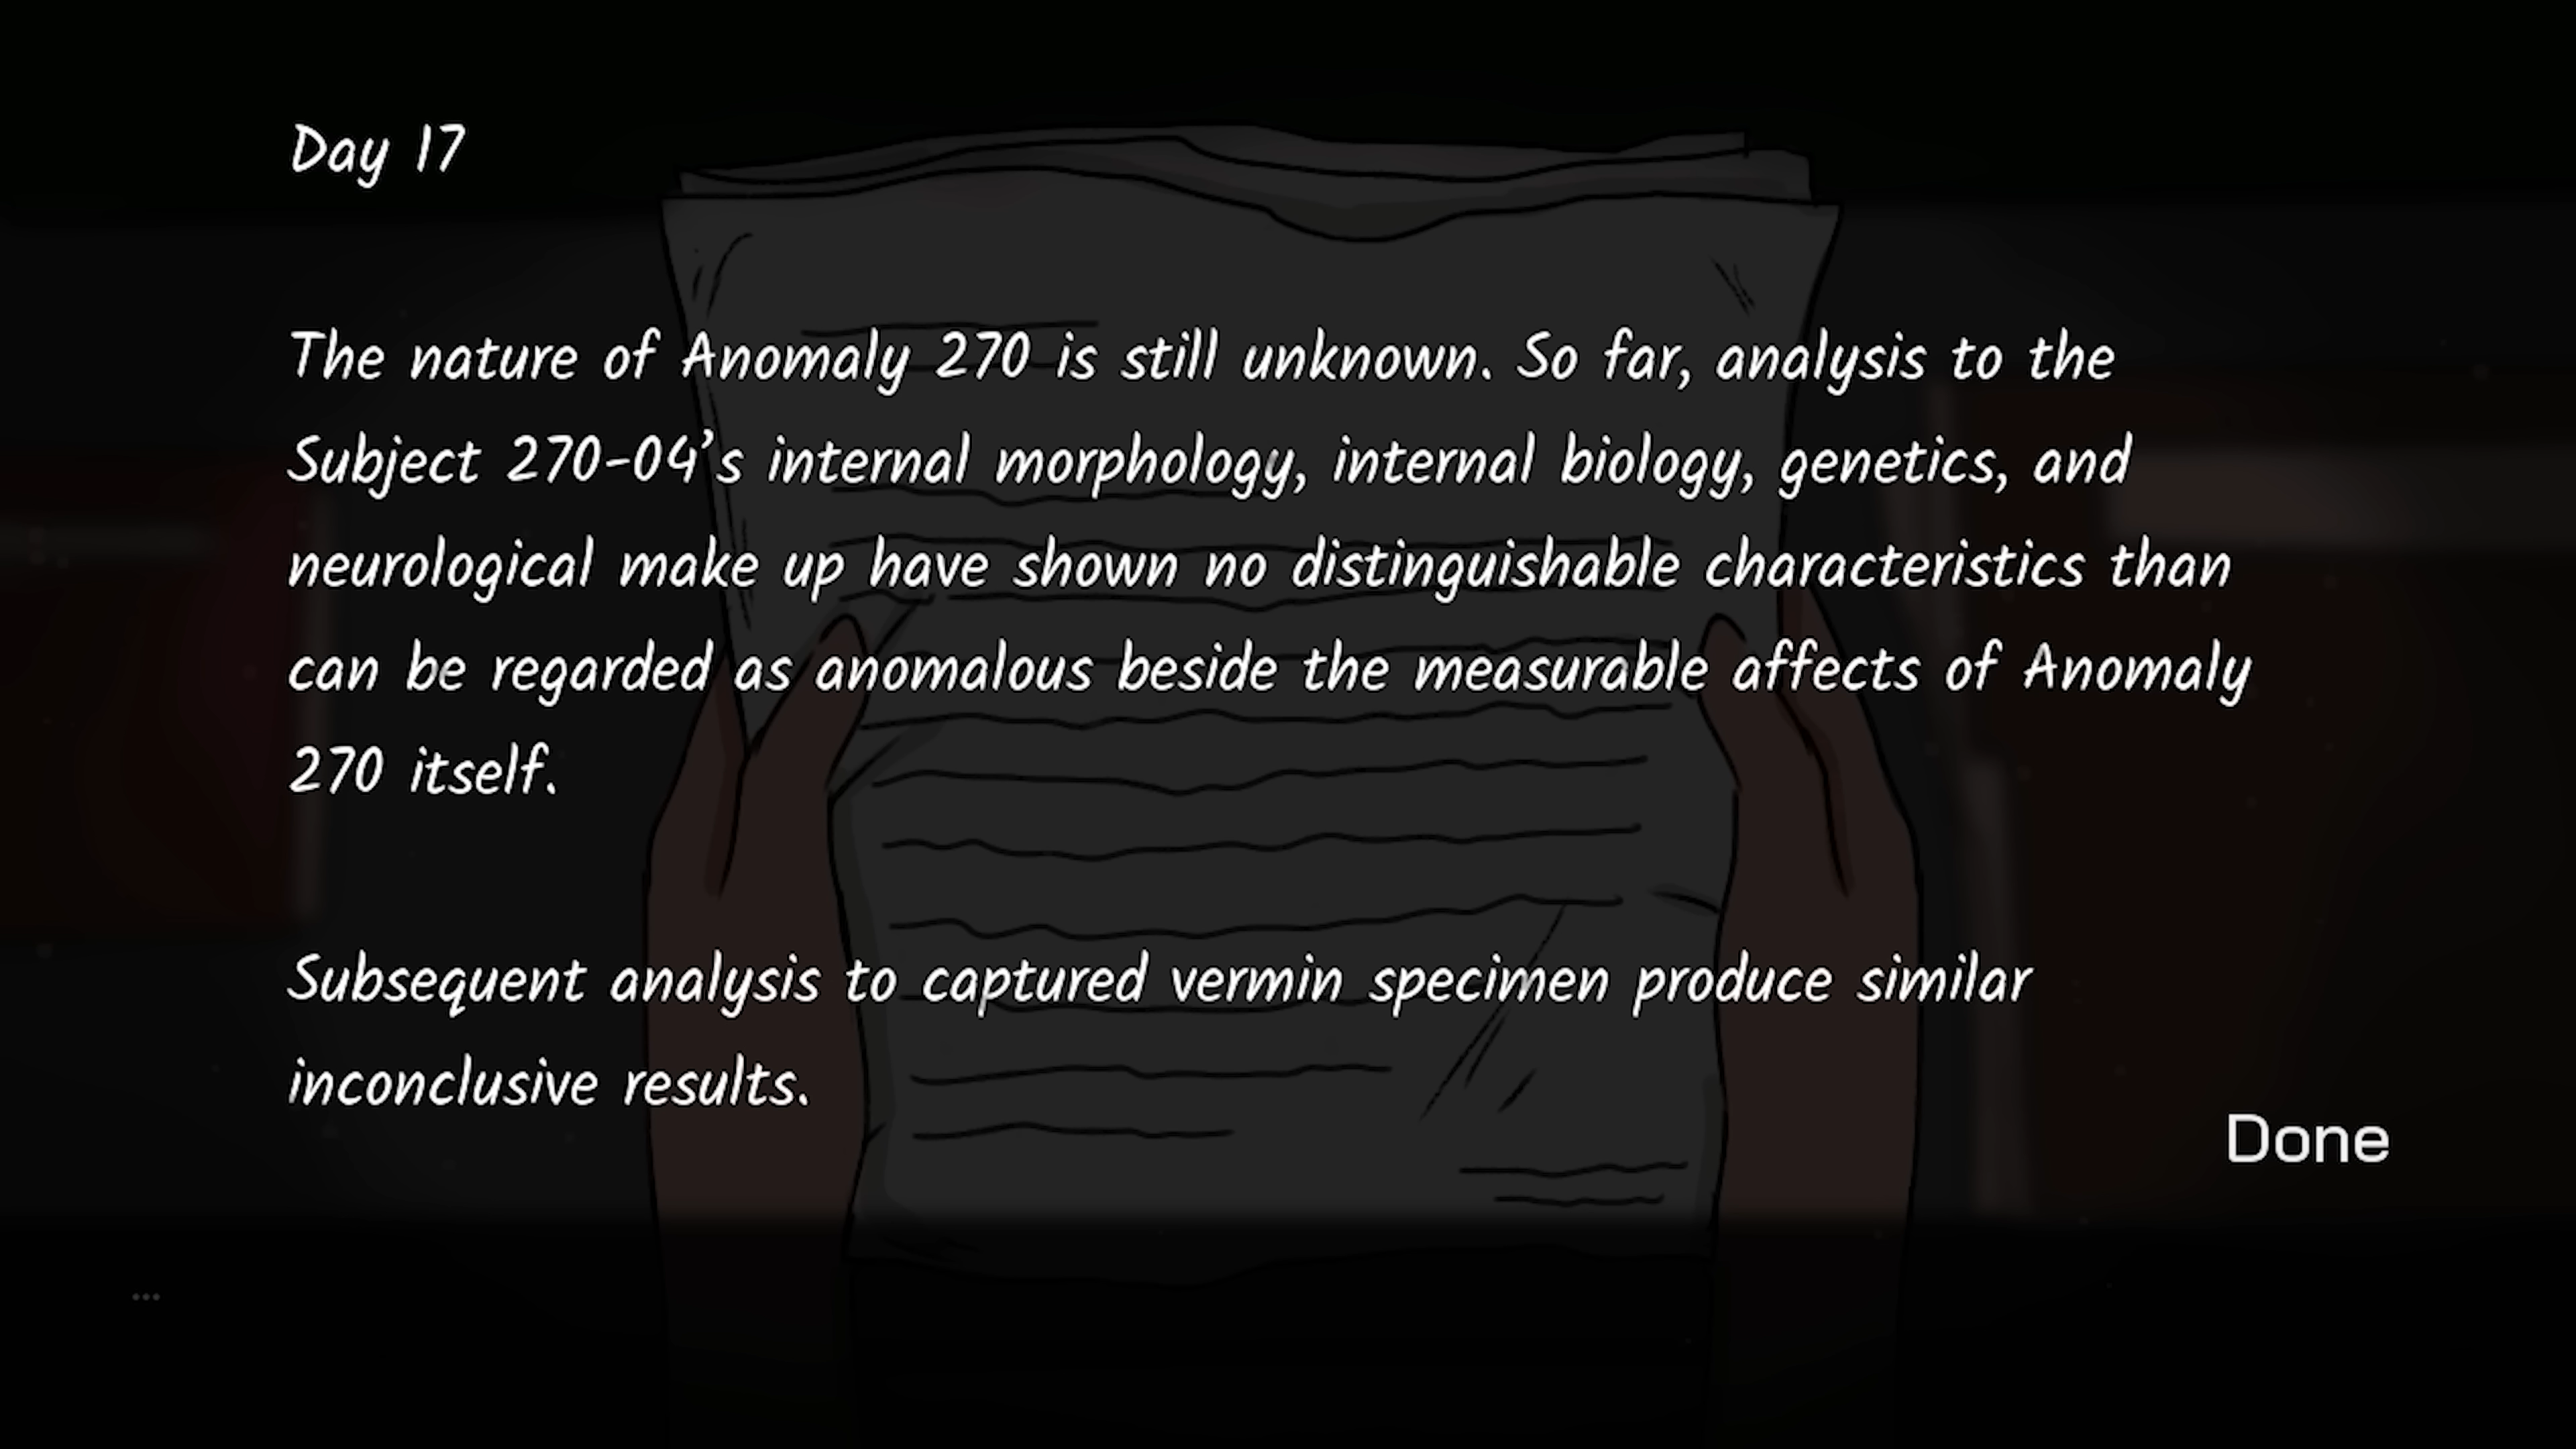 Day 17
The nature of Anomaly 270 is still unknown. So far, analysis to the
Subject 270-04's internal morphology, internal biology, genetics, and
neurological make up have shown no distinguishable characteristics than
can be regarded as anomalous beside the measurable affects of Anomaly
270 itself.
Subsequent analysis to captured vermin specimen produce similar
inconclusive results.
Done
...